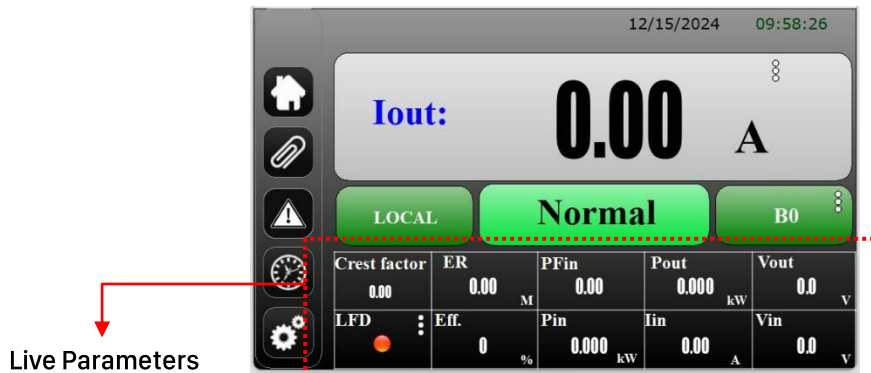 12/15/2024 09:58:26
Iout: 0.00 A
LOCAL Normal B0
Crest factor ER PFin Pout Vout
0.00 0.00 M 0.00 0.000 kW 0.0 V
LFD Eff. Pin Iin Vin
0 % 0.000 kW 0.00 A 0.0 V
Live Parameters